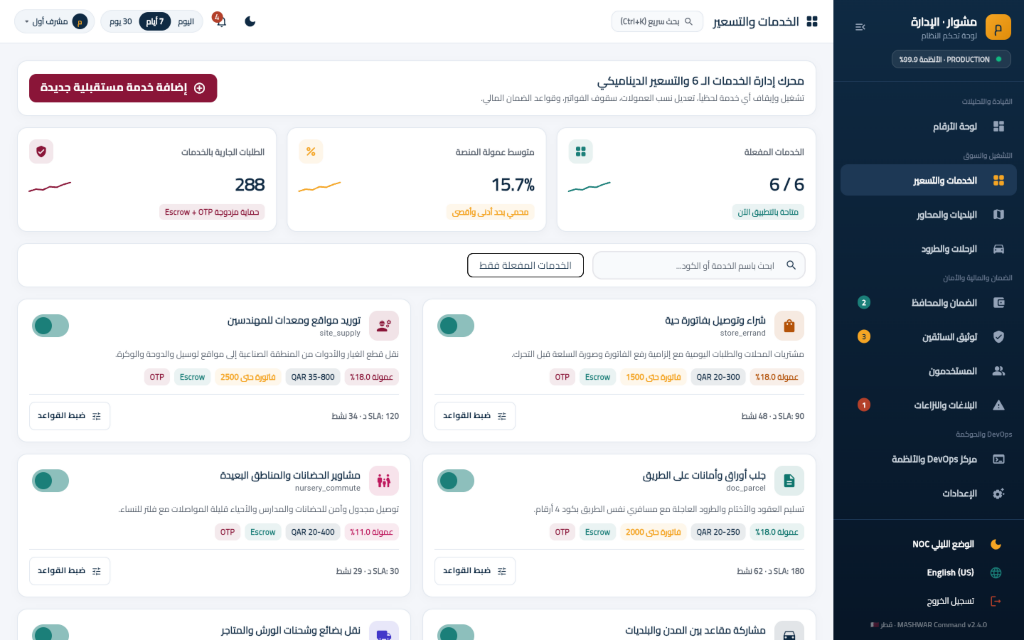 مشوار · الإدارة
لوحة تحكم النظام
PRODUCTION · الأنظمة 99.9%
القيادة والتحليلات
لوحة الأرقام
التشغيل والسوق
الخدمات والتسعير
البلديات والمحاور
الرحلات والطرود
الضمان والمالية والأمان
الضمان والمحافظ
2
توثيق السائقين
3
المستخدمون
البلاغات والنزاعات
1
DevOps والحوكمة
مركز DevOps والأنظمة
الإعدادات
الوضع الليلي NOC
English (US)
تسجيل الخروج
MASHWAR Command v2.4.0 · قطر
الخدمات والتسعير
بحث سريع (Ctrl+K)
4
اليوم
7 أيام
30 يوم
م
مشرف أول
محرك إدارة الخدمات الـ 6 والتسعير الديناميكي
تشغيل وإيقاف أي خدمة لحظياً، تعديل نسب العمولات، سقوف الفواتير، وقواعد الضمان المالي.
إضافة خدمة مستقبلية جديدة
الخدمات المفعلة
6 / 6
متاحة بالتطبيق الآن
متوسط عمولة المنصة
15.7%
محمي بحد أدنى وأقصى
الطلبات الجارية بالخدمات
288
حماية مزدوجة Escrow + OTP
ابحث باسم الخدمة أو الكود...
الخدمات المفعلة فقط
شراء وتوصيل بفاتورة حية
store_errand
مشتريات المحلات والطلبات اليومية مع إلزامية رفع الفاتورة وصورة السلعة قبل التحرك.
عمولة 18.0%
QAR 20-300
فاتورة حتى 1500
Escrow
OTP
SLA: 90 د · 48 نشط
ضبط القواعد
توريد مواقع ومعدات للمهندسين
site_supply
نقل قطع الغيار والأدوات من المنطقة الصناعية إلى مواقع لوسيل والدوحة والوكرة.
عمولة 18.0%
QAR 35-800
فاتورة حتى 2500
Escrow
OTP
SLA: 120 د · 34 نشط
ضبط القواعد
جلب أوراق وأمانات على الطريق
doc_parcel
تسليم العقود والأختام والطرود العاجلة مع مسافري نفس الطريق بكود 4 أرقام.
عمولة 18.0%
QAR 20-250
فاتورة حتى 2000
Escrow
OTP
SLA: 180 د · 62 نشط
ضبط القواعد
مشاوير الحضانات والمناطق البعيدة
nursery_commute
توصيل مجدول وآمن للحضانات والمدارس والأحياء قليلة المواصلات مع فلتر للنساء.
عمولة 11.0%
QAR 20-400
Escrow
OTP
SLA: 30 د · 29 نشط
ضبط القواعد
مشاركة مقاعد بين المدن والبلديات
نقل بضائع وشحنات الورش والمتاجر